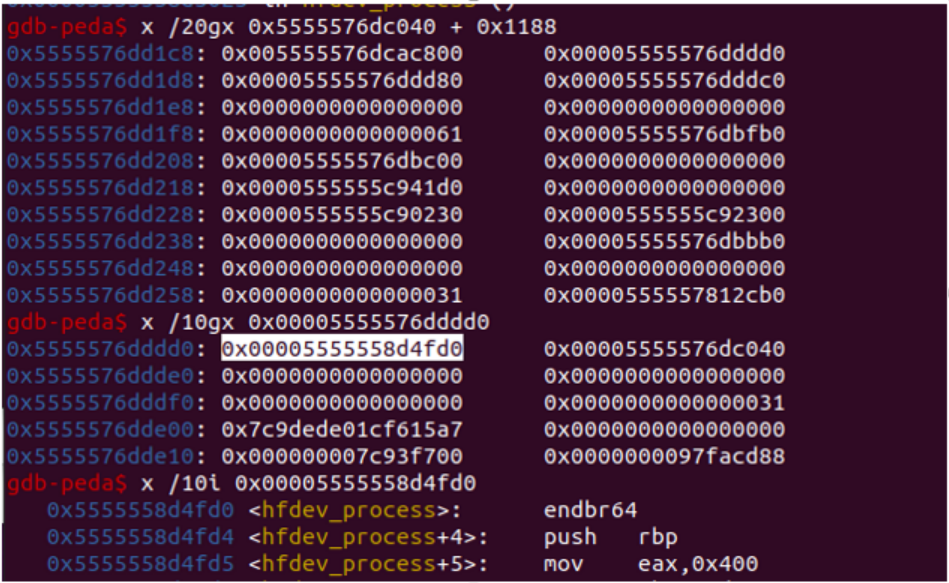 gdb-peda$ x /20gx 0x5555576dc040 + 0x1188
0x5555576dd1c8: 0x005555576dcac800 0x00005555576dddd0
0x5555576dd1d8: 0x00005555576ddd80 0x00005555576dddc0
0x5555576dd1e8: 0x0000000000000000 0x0000000000000000
0x5555576dd1f8: 0x0000000000000061 0x00005555576dbfb0
0x5555576dd208: 0x00005555576dbc00 0x0000000000000000
0x5555576dd218: 0x0000555555c941d0 0x0000000000000000
0x5555576dd228: 0x0000555555c90230 0x0000555555c92300
0x5555576dd238: 0x0000000000000000 0x00005555576dbbb0
0x5555576dd248: 0x0000000000000000 0x0000000000000000
0x5555576dd258: 0x0000000000000031 0x0000555557812cb0
gdb-peda$ x /10gx 0x00005555576dddd0
0x5555576dddd0: 0x00005555558d4fd0 0x00005555576dc040
0x5555576ddde0: 0x0000000000000000 0x0000000000000000
0x5555576dddf0: 0x0000000000000000 0x0000000000000031
0x5555576dde00: 0x7c9dede01cf615a7 0x0000000000000000
0x5555576dde10: 0x000000007c93f700 0x0000000097facd88
gdb-peda$ x /10i 0x00005555558d4fd0
0x5555558d4fd0 <hfdev_process>: endbr64
0x5555558d4fd4 <hfdev_process+4>: push rbp
0x5555558d4fd5 <hfdev_process+5>: mov eax,0x400